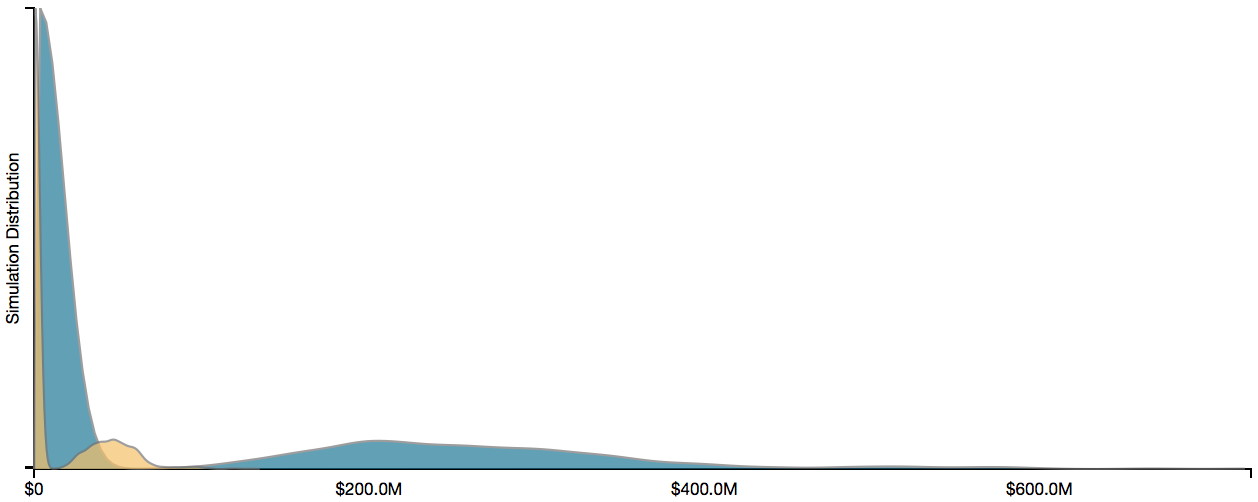 Simulation Distribution
$0
$200.0M
$400.0M
$600.0M